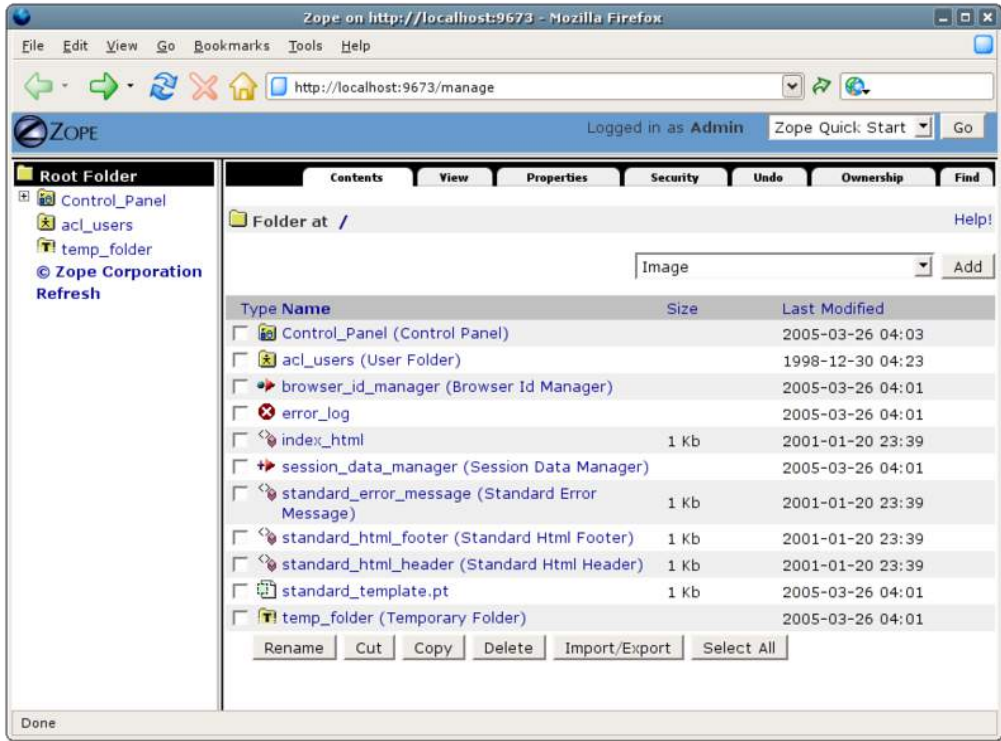 Zope on http://localhost:9673 - Mozilla Firefox
File Edit View Go Bookmarks Tools Help
http://localhost:9673/manage
ZOPE Logged in as Admin Zope Quick Start Go
Root Folder
Control_Panel
acl_users
temp_folder
© Zope Corporation
Refresh
Contents View Properties Security Undo Ownership Find
Folder at / Help!
Image Add
Type Name Size Last Modified
Control_Panel (Control Panel) 2005-03-26 04:03
acl_users (User Folder) 1998-12-30 04:23
browser_id_manager (Browser Id Manager) 2005-03-26 04:01
error_log 2005-03-26 04:01
index_html 1 Kb 2001-01-20 23:39
session_data_manager (Session Data Manager) 2005-03-26 04:01
standard_error_message (Standard Error
Message) 1 Kb 2001-01-20 23:39
standard_html_footer (Standard Html Footer) 1 Kb 2001-01-20 23:39
standard_html_header (Standard Html Header) 1 Kb 2001-01-20 23:39
standard_template.pt 1 Kb 2005-03-26 04:01
temp_folder (Temporary Folder) 2005-03-26 04:01
Rename Cut Copy Delete Import/Export Select All
Done